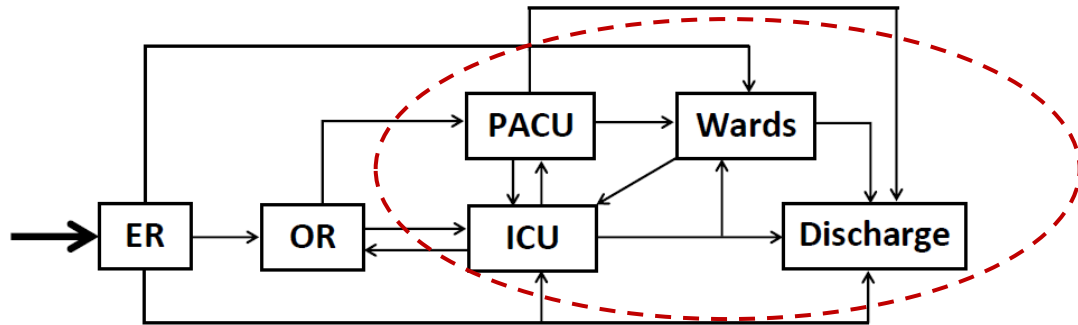 PACU
Wards
ER
OR
ICU
Discharge